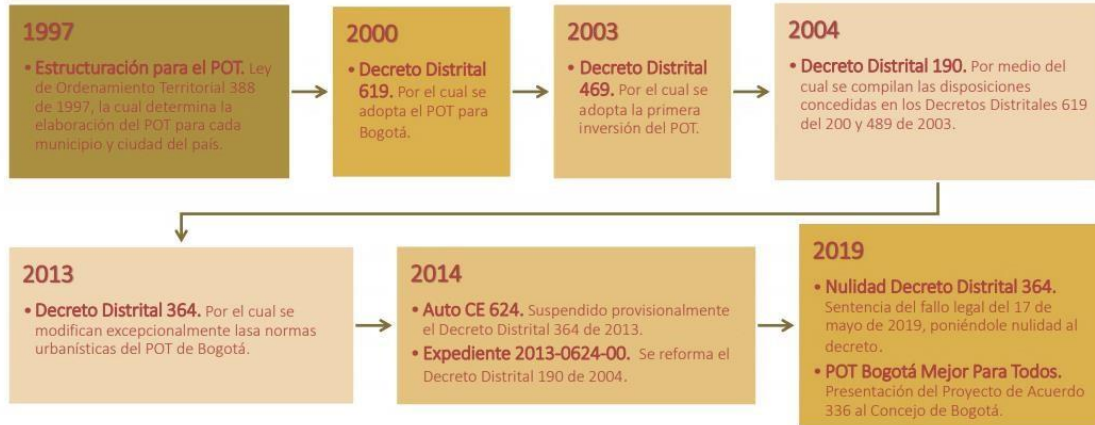 1997
• Estructuración para el POT. Ley
de Ordenamiento Territorial 388
de 1997, la cual determina la
elaboración del POT para cada
municipio y ciudad del país.
2000
• Decreto Distrital
619. Por el cual se
adopta el POT para
Bogotá.
2003
• Decreto Distrital
469. Por el cual se
adopta la primera
inversión del POT.
2004
• Decreto Distrital 190. Por medio del
cual se compilan las disposiciones
concedidas en los Decretos Distritales 619
del 200 y 489 de 2003.
2013
• Decreto Distrital 364. Por el cual se
modifican excepcionalmente lasa normas
urbanísticas del POT de Bogotá.
2014
• Auto CE 624. Suspendido provisionalmente
el Decreto Distrital 364 de 2013.
• Expediente 2013-0624-00. Se reforma el
Decreto Distrital 190 de 2004.
2019
• Nulidad Decreto Distrital 364.
Sentencia del fallo legal del 17 de
mayo de 2019, poniéndole nulidad al
decreto.
• POT Bogotá Mejor Para Todos.
Presentación del Proyecto de Acuerdo
336 al Concejo de Bogotá.